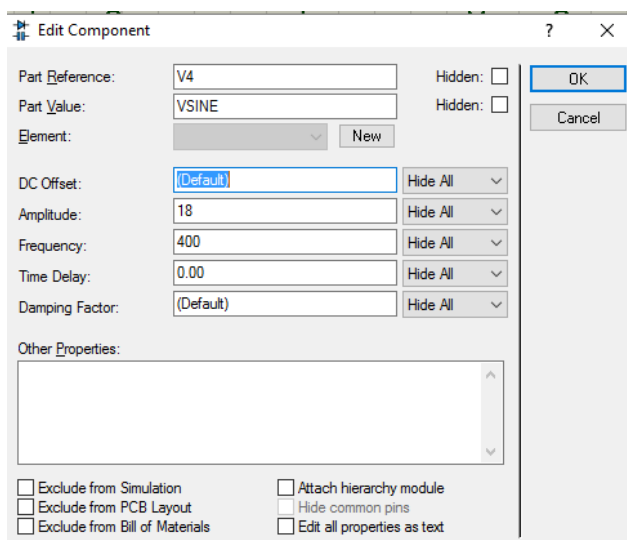 Edit Component ?
Part Reference: V4 Hidden: OK
Part Value: VSINE Hidden: Cancel
Element: New
DC Offset: (Default) Hide All
Amplitude: 18 Hide All
Frequency: 400 Hide All
Time Delay: 0.00 Hide All
Damping Factor: (Default) Hide All
Other Properties:
Exclude from Simulation Attach hierarchy module
Exclude from PCB Layout Hide common pins
Exclude from Bill of Materials Edit all properties as text